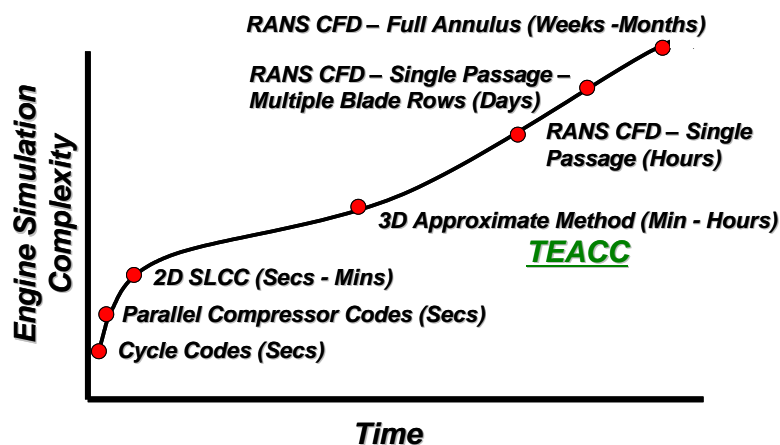 RANS CFD – Full Annulus (Weeks -Months)
RANS CFD – Single Passage –
Multiple Blade Rows (Days)
RANS CFD – Single
Passage (Hours)
3D Approximate Method (Min - Hours)
TEACC
2D SLCC (Secs - Mins)
Parallel Compressor Codes (Secs)
Cycle Codes (Secs)
Engine Simulation
Complexity
Time